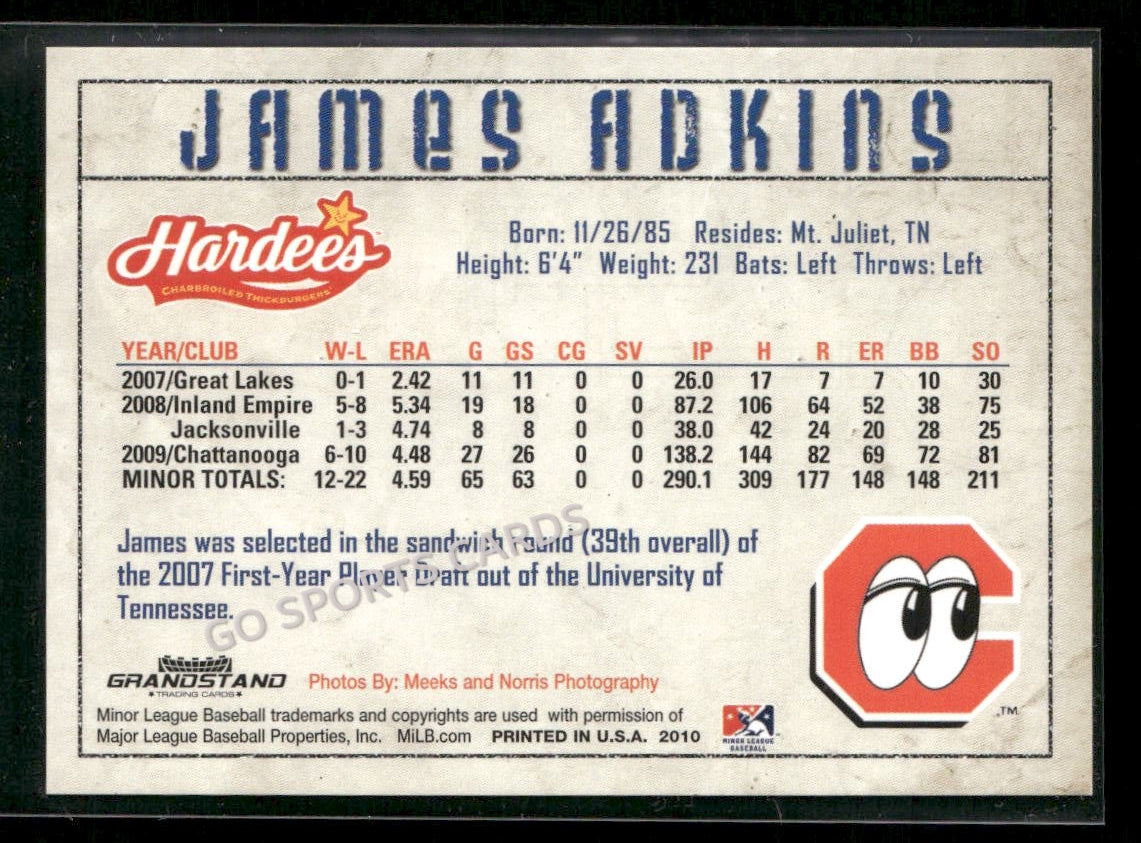 JAMES ADKINS
Hardee's
CHARBROILED THICKBURGERS
Born: 11/26/85 Resides: Mt. Juliet, TN
Height: 6'4" Weight: 231 Bats: Left Throws: Left
YEAR/CLUB W-L ERA G GS CG SV IP H R ER BB SO
2007/Great Lakes 0-1 2.42 11 11 0 0 26.0 17 7 7 10 30
2008/Inland Empire 5-8 5.34 19 18 0 0 87.2 106 64 52 38 75
Jacksonville 1-3 4.74 8 8 0 0 38.0 42 24 20 28 25
2009/Chattanooga 6-10 4.48 27 26 0 0 138.2 144 82 69 72 81
MINOR TOTALS: 12-22 4.59 65 63 0 0 290.1 309 177 148 148 211
James was selected in the sandwich round (39th overall) of
the 2007 First-Year Player Draft out of the University of
Tennessee.
GO SPORTS CARDS
C
TM
GRANDSTAND
★TRADING CARDS★
Photos By: Meeks and Norris Photography
Minor League Baseball trademarks and copyrights are used with permission of
Major League Baseball Properties, Inc. MiLB.com PRINTED IN U.S.A. 2010
MINOR LEAGUE
BASEBALL